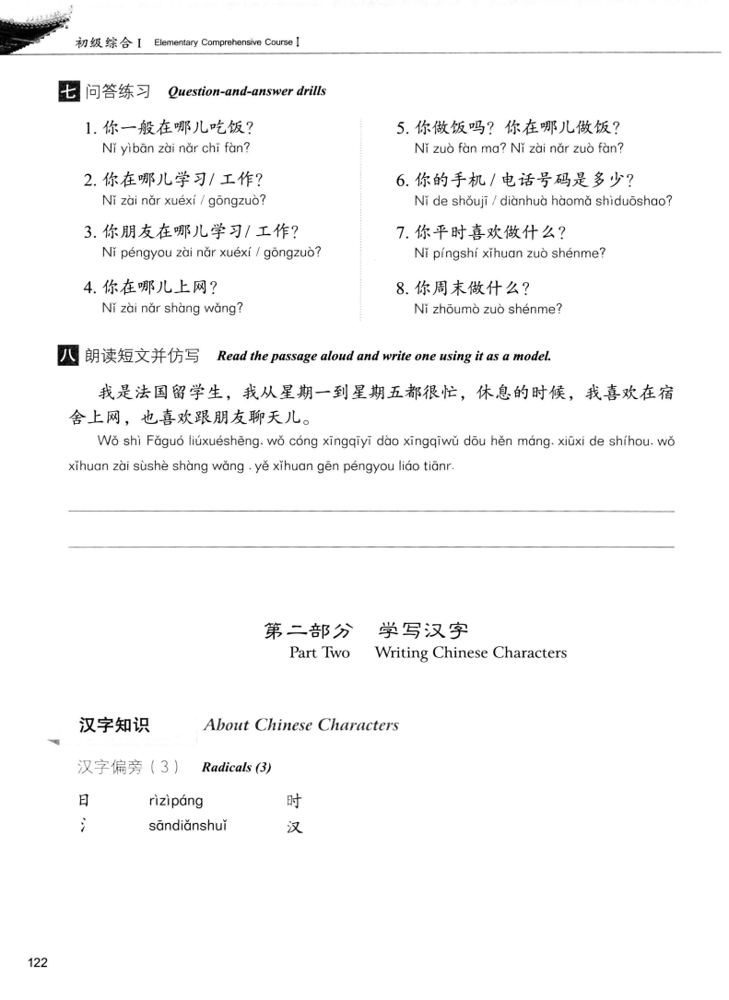 初级综合 I Elementary Comprehensive Course I
七 问答练习 Question-and-answer drills
1. 你一般在哪儿吃饭?
Nǐ yìbān zài nǎr chī fàn?
2. 你在哪儿学习/ 工作?
Nǐ zài nǎr xuéxí / gōngzuò?
3. 你朋友在哪儿学习/ 工作?
Nǐ péngyou zài nǎr xuéxí / gōngzuò?
4. 你在哪儿上网?
Nǐ zài nǎr shàng wǎng?
5. 你做饭吗? 你在哪儿做饭?
Nǐ zuò fàn ma? Nǐ zài nǎr zuò fàn?
6. 你的手机 / 电话号码是多少?
Nǐ de shǒujī / diànhuà hàomǎ shìduōshao?
7. 你平时喜欢做什么?
Nǐ píngshí xǐhuan zuò shénme?
8. 你周末做什么?
Nǐ zhōumò zuò shénme?
八 朗读短文并仿写 Read the passage aloud and write one using it as a model.
我是法国留学生，我从星期一到星期五都很忙，休息的时候，我喜欢在宿
舍上网，也喜欢跟朋友聊天儿。
Wǒ shì Fǎguó liúxuéshēng, wǒ cóng xīngqīyī dào xīngqīwǔ dōu hěn máng, xiūxi de shíhou, wǒ
xǐhuan zài sùshè shàng wǎng , yě xǐhuan gēn péngyou liáo tiānr.
第二部分 学写汉字
Part Two Writing Chinese Characters
汉字知识 About Chinese Characters
汉字偏旁（3） Radicals (3)
日 rìzìpáng 时
氵 sāndiǎnshuǐ 汉
122